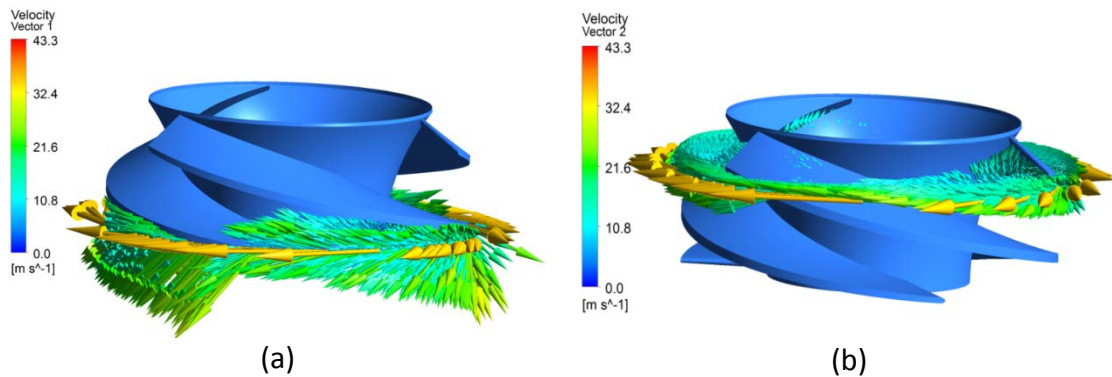 Velocity
Vector 1
43.3
32.4
21.6
10.8
0.0
[m s^-1]
(a)
Velocity
Vector 2
43.3
32.4
21.6
10.8
0.0
[m s^-1]
(b)